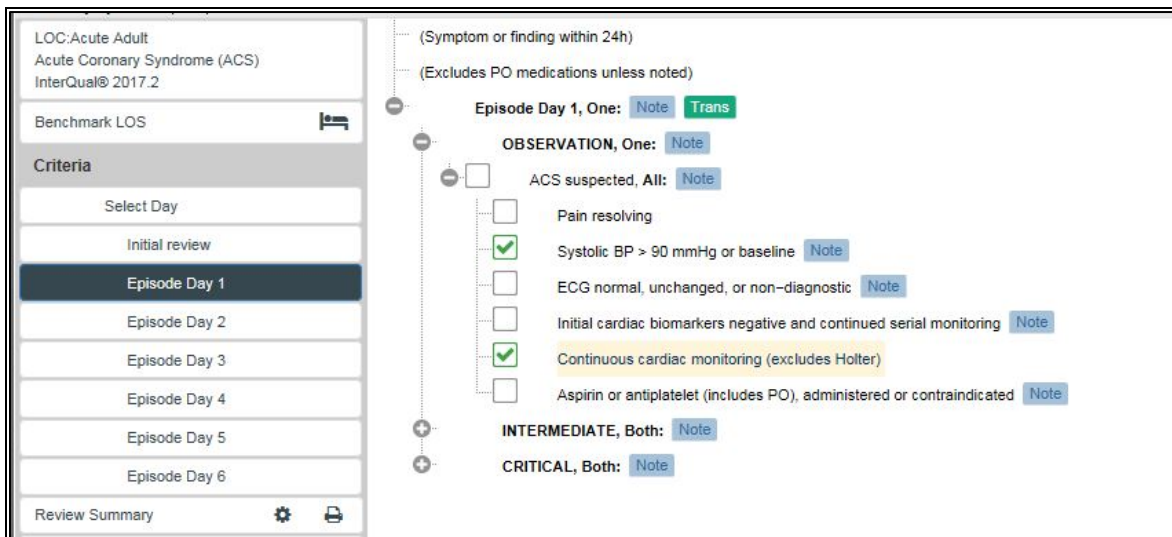 LOC:Acute Adult
Acute Coronary Syndrome (ACS)
InterQual® 2017.2
Benchmark LOS
Criteria
Select Day
Initial review
Episode Day 1
Episode Day 2
Episode Day 3
Episode Day 4
Episode Day 5
Episode Day 6
Review Summary
(Symptom or finding within 24h)
(Excludes PO medications unless noted)
Episode Day 1, One: Note Trans
OBSERVATION, One: Note
ACS suspected, All: Note
Pain resolving
Systolic BP > 90 mmHg or baseline Note
ECG normal, unchanged, or non-diagnostic Note
Initial cardiac biomarkers negative and continued serial monitoring Note
Continuous cardiac monitoring (excludes Holter)
Aspirin or antiplatelet (includes PO), administered or contraindicated Note
INTERMEDIATE, Both: Note
CRITICAL, Both: Note